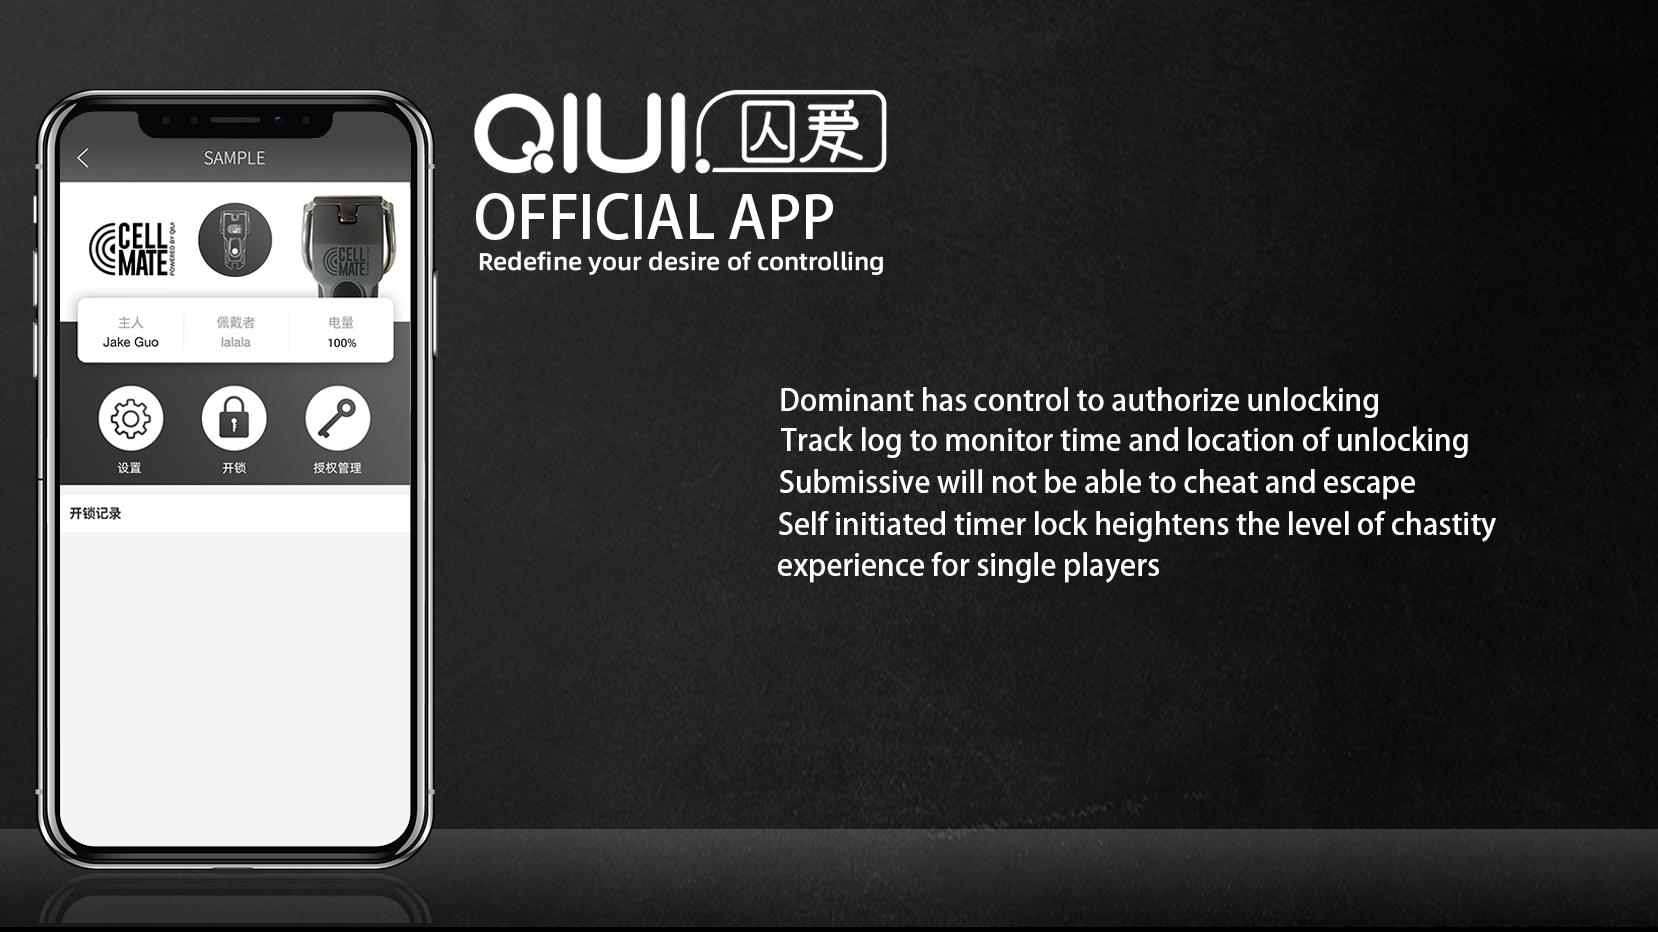 SAMPLE
CELL
MATE
POWERED BY QIUI
CELL
MATE
主人
佩戴者
电量
Jake Guo
lalala
100%
设置
开锁
授权管理
开锁记录
QIUI.囚爱
OFFICIAL APP
Redefine your desire of controlling
Dominant has control to authorize unlocking
Track log to monitor time and location of unlocking
Submissive will not be able to cheat and escape
Self initiated timer lock heightens the level of chastity
experience for single players